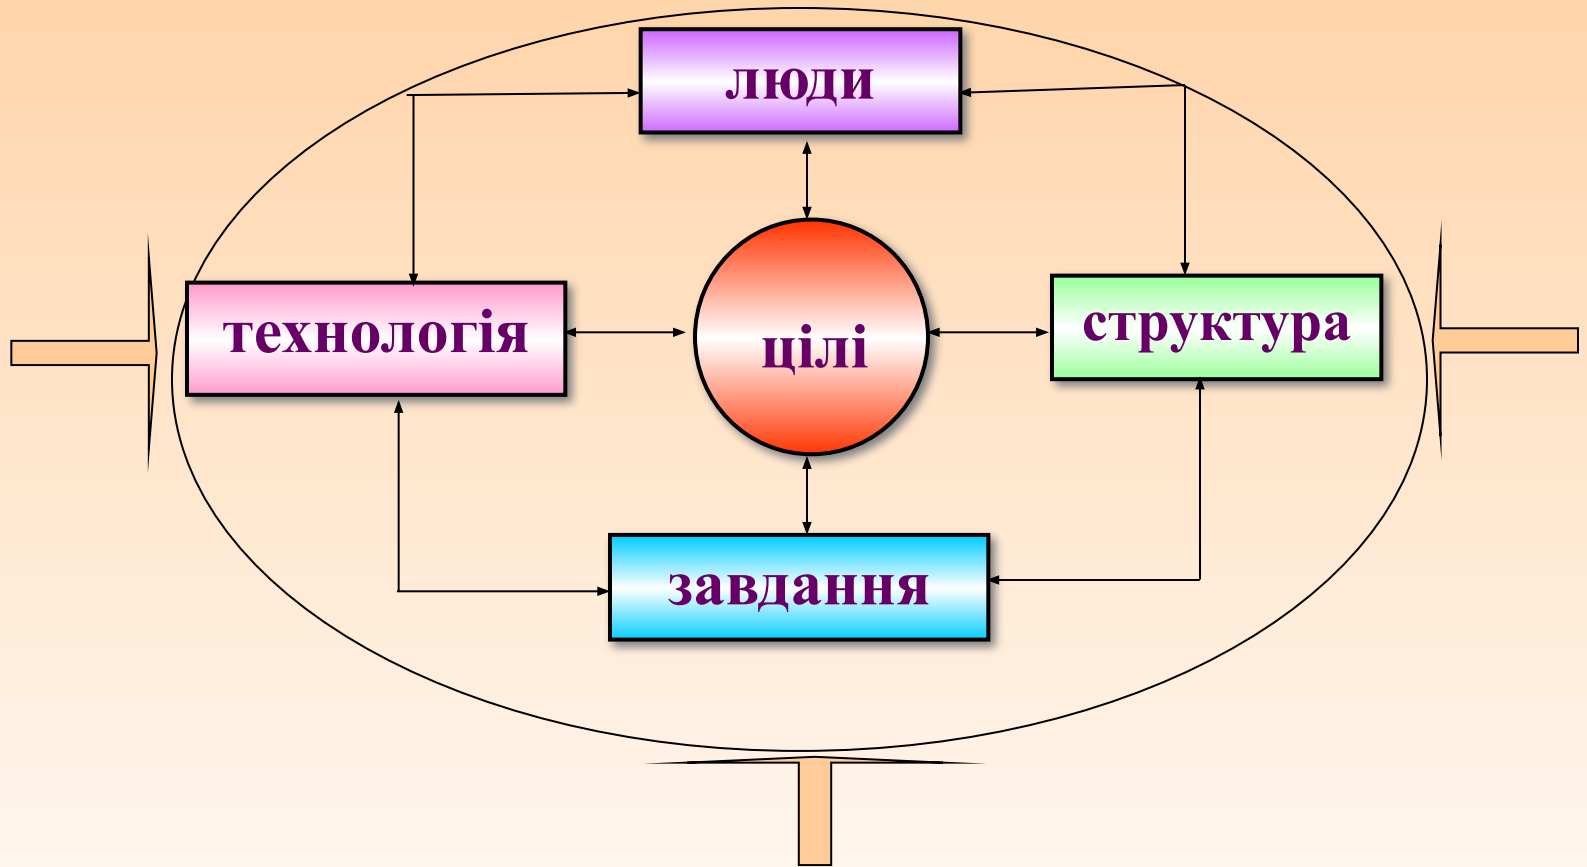 люди
технологія
цілі
структура
завдання